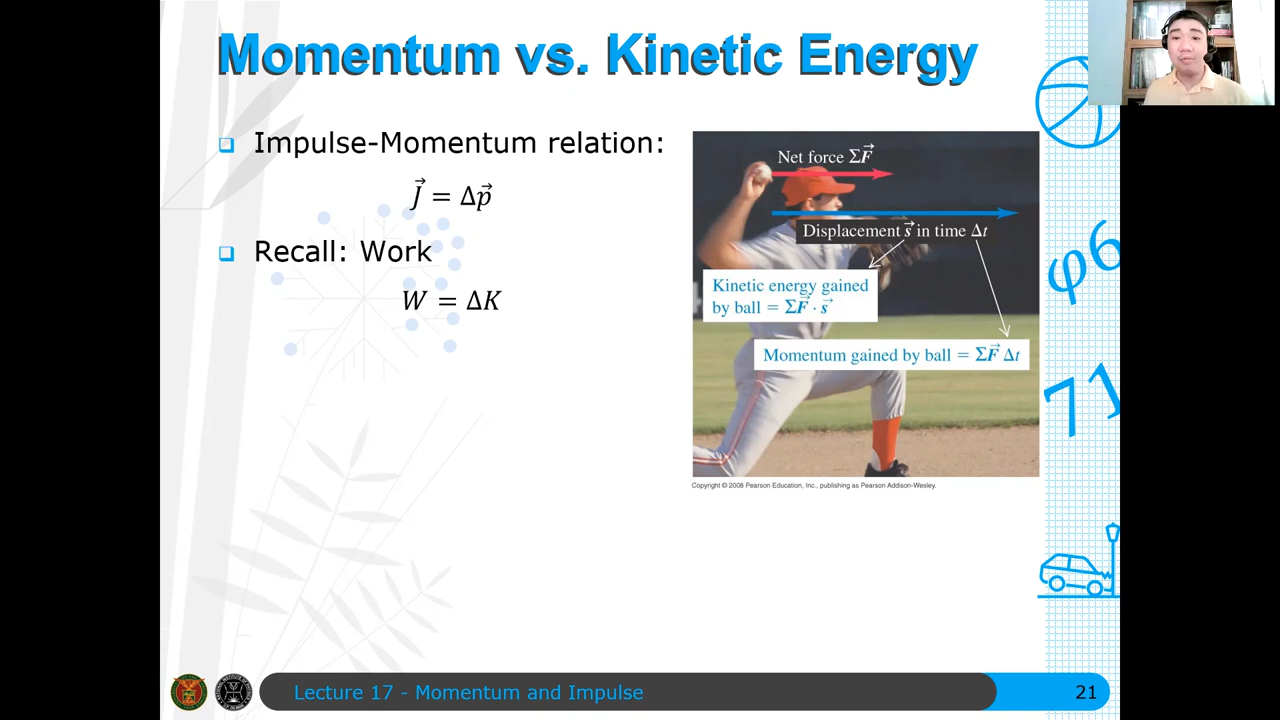 Momentum vs. Kinetic Energy
Impulse-Momentum relation:
J⃗ = Δp⃗
Recall: Work
W = ΔK
Net force ΣF⃗
Displacement s⃗ in time Δt
Kinetic energy gained
by ball = ΣF⃗ · s⃗
Momentum gained by ball = ΣF⃗ Δt
Copyright © 2008 Pearson Education, Inc., publishing as Pearson Addison-Wesley.
φ6
71
Lecture 17 - Momentum and Impulse
21